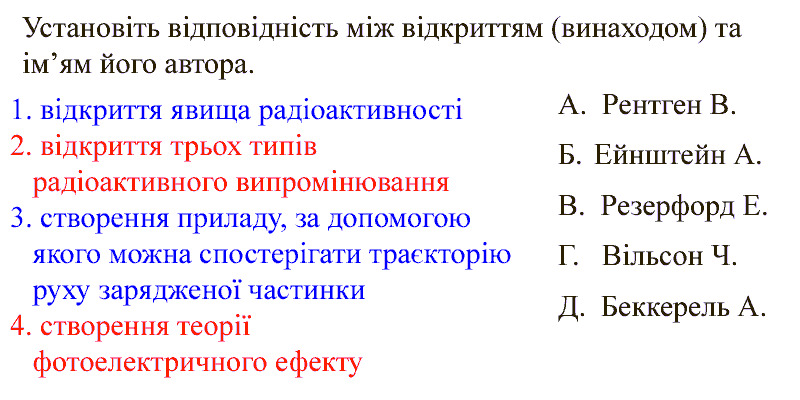 Установіть відповідність між відкриттям (винаходом) та
ім’ям його автора.
1. відкриття явища радіоактивності
2. відкриття трьох типів
радіоактивного випромінювання
3. створення приладу, за допомогою
якого можна спостерігати траєкторію
руху зарядженої частинки
4. створення теорії
фотоелектричного ефекту
А. Рентген В.
Б. Ейнштейн А.
В. Резерфорд Е.
Г. Вільсон Ч.
Д. Беккерель А.